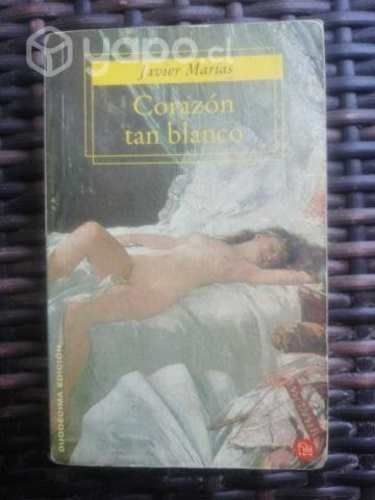 yapo.cl
Javier Marías
Corazón
tan blanco
DUODÉCIMA EDICIÓN